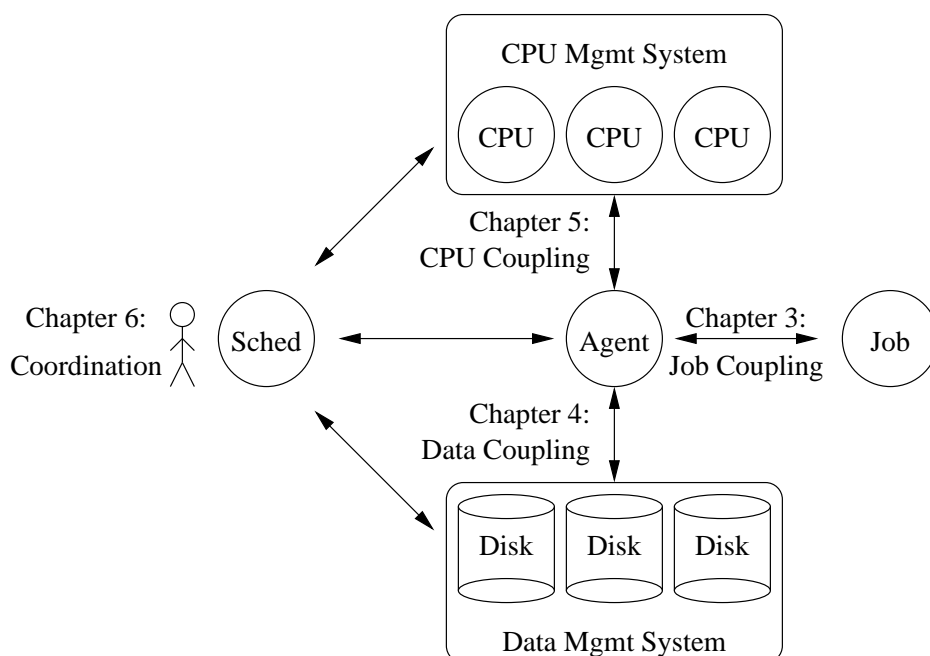 CPU Mgmt System
CPU CPU CPU
Chapter 5:
CPU Coupling
Chapter 6:
Coordination
Sched
Agent
Chapter 3:
Job Coupling
Job
Chapter 4:
Data Coupling
Disk Disk Disk
Data Mgmt System